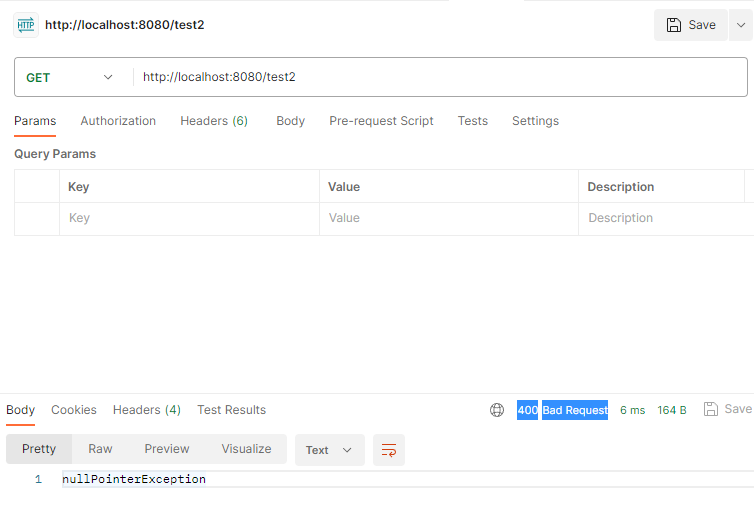 HTTP http://localhost:8080/test2 Save
GET http://localhost:8080/test2
Params Authorization Headers (6) Body Pre-request Script Tests Settings
Query Params
Key Value Description
Key Value Description
Body Cookies Headers (4) Test Results 400 Bad Request 6 ms 164 B Save
Pretty Raw Preview Visualize Text
1 nullPointerException